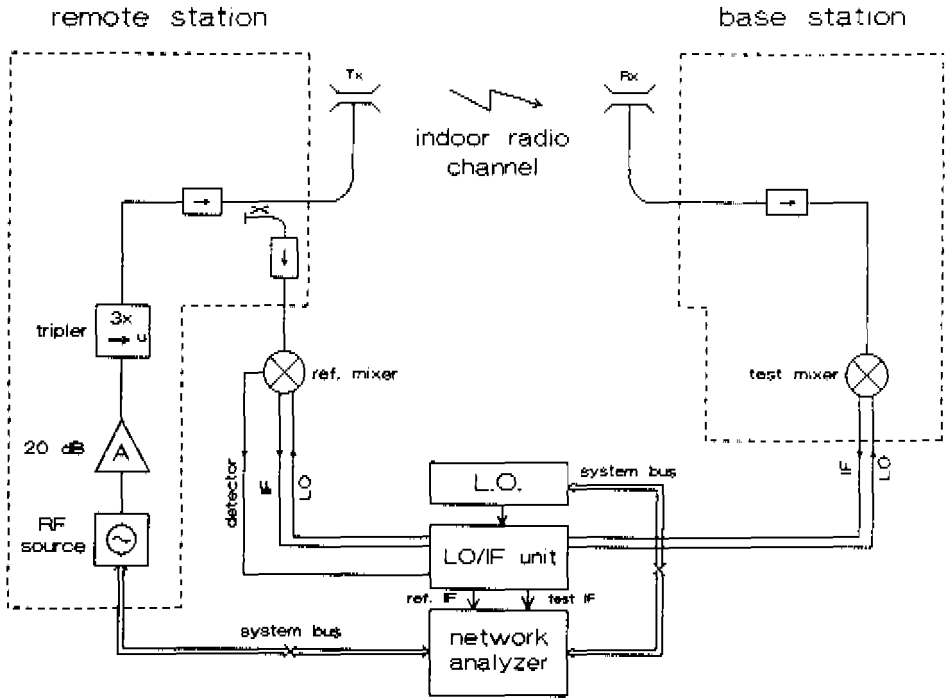 remote station
base station
Tx
Rx
indoor radio
channel
tripler
3x
ref. mixer
test mixer
20 dB
A
detector
IF
LO
system bus
IF
LO
L.O.
RF
source
LO/IF unit
ref. IF
test IF
system bus
network
analyzer